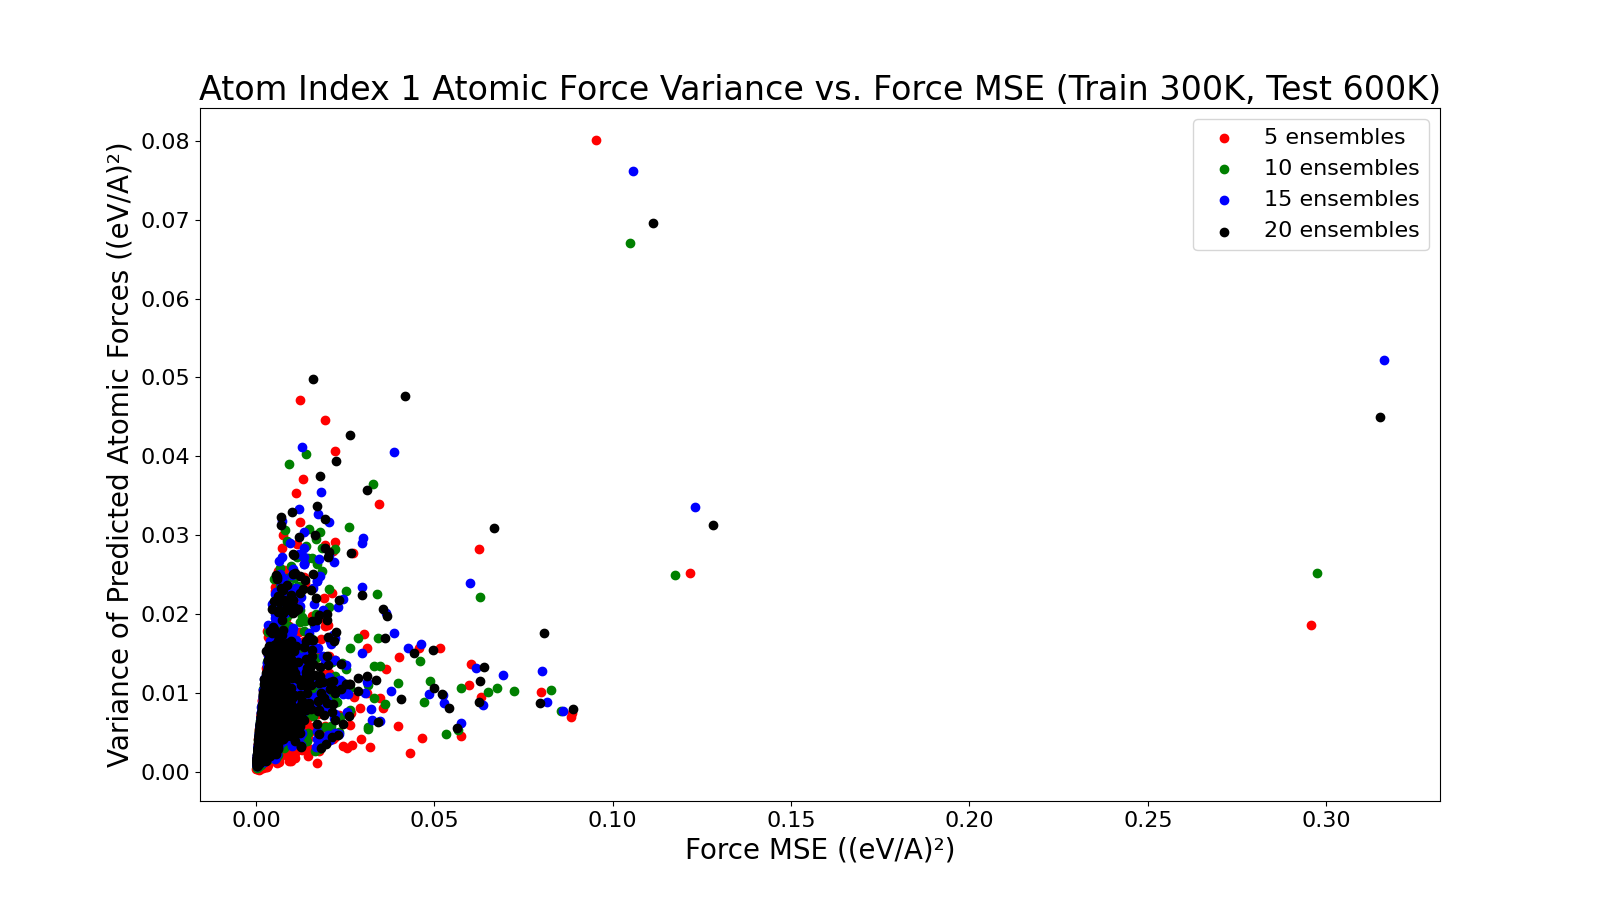 Atom Index 1 Atomic Force Variance vs. Force MSE (Train 300K, Test 600K)
5 ensembles
10 ensembles
15 ensembles
20 ensembles
Variance of Predicted Atomic Forces ((eV/A)²)
0.08
0.07
0.06
0.05
0.04
0.03
0.02
0.01
0.00
0.00 0.05 0.10 0.15 0.20 0.25 0.30
Force MSE ((eV/A)²)